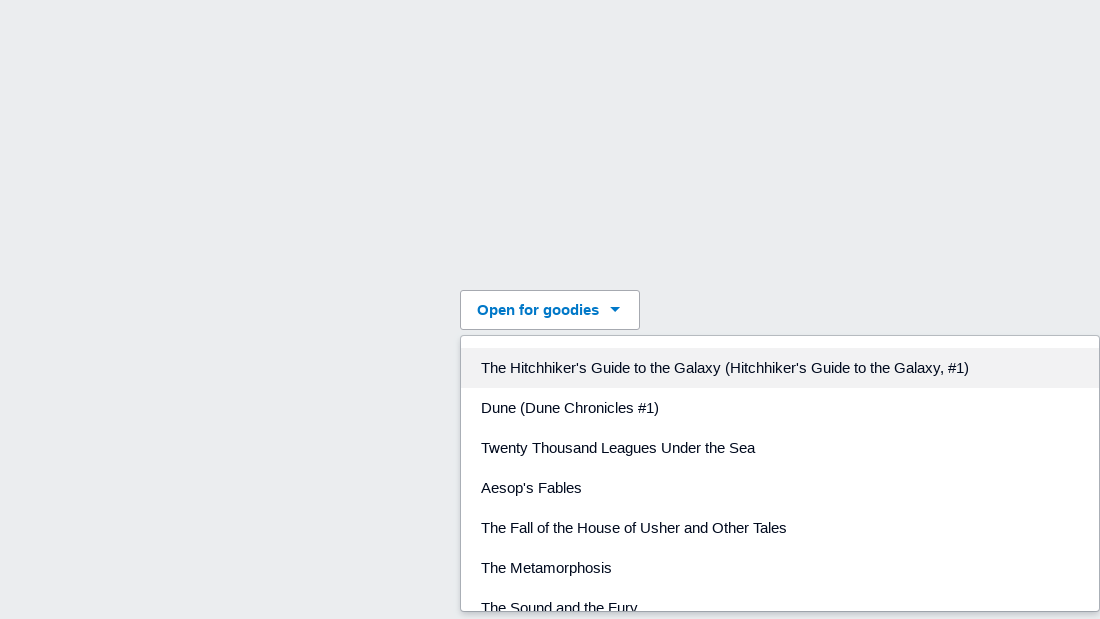 Open for goodies
The Hitchhiker's Guide to the Galaxy (Hitchhiker's Guide to the Galaxy, #1)
Dune (Dune Chronicles #1)
Twenty Thousand Leagues Under the Sea
Aesop's Fables
The Fall of the House of Usher and Other Tales
The Metamorphosis
The Sound and the Fury